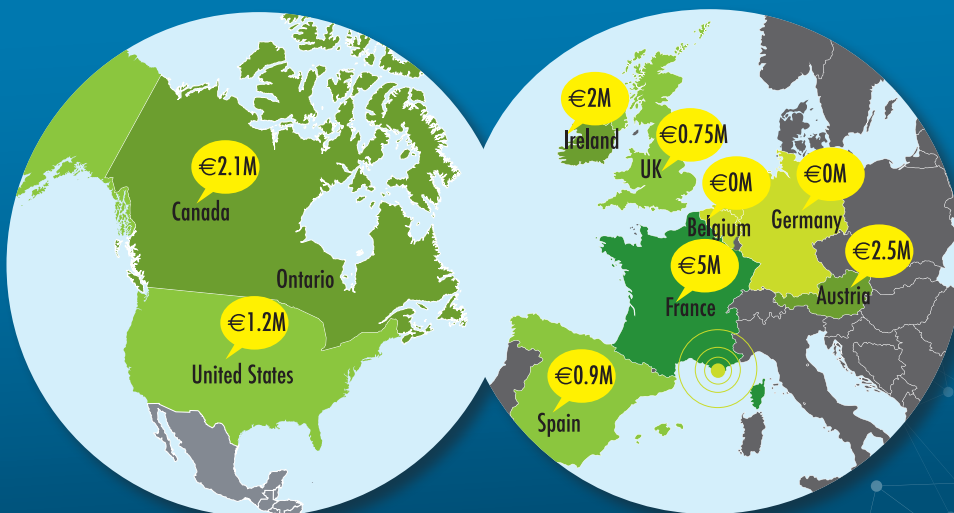 €2.1M
Canada
Ontario
€1.2M
United States
€2M
Ireland
€0.75M
UK
€0M
Belgium
€0M
Germany
€5M
France
€2.5M
Austria
€0.9M
Spain